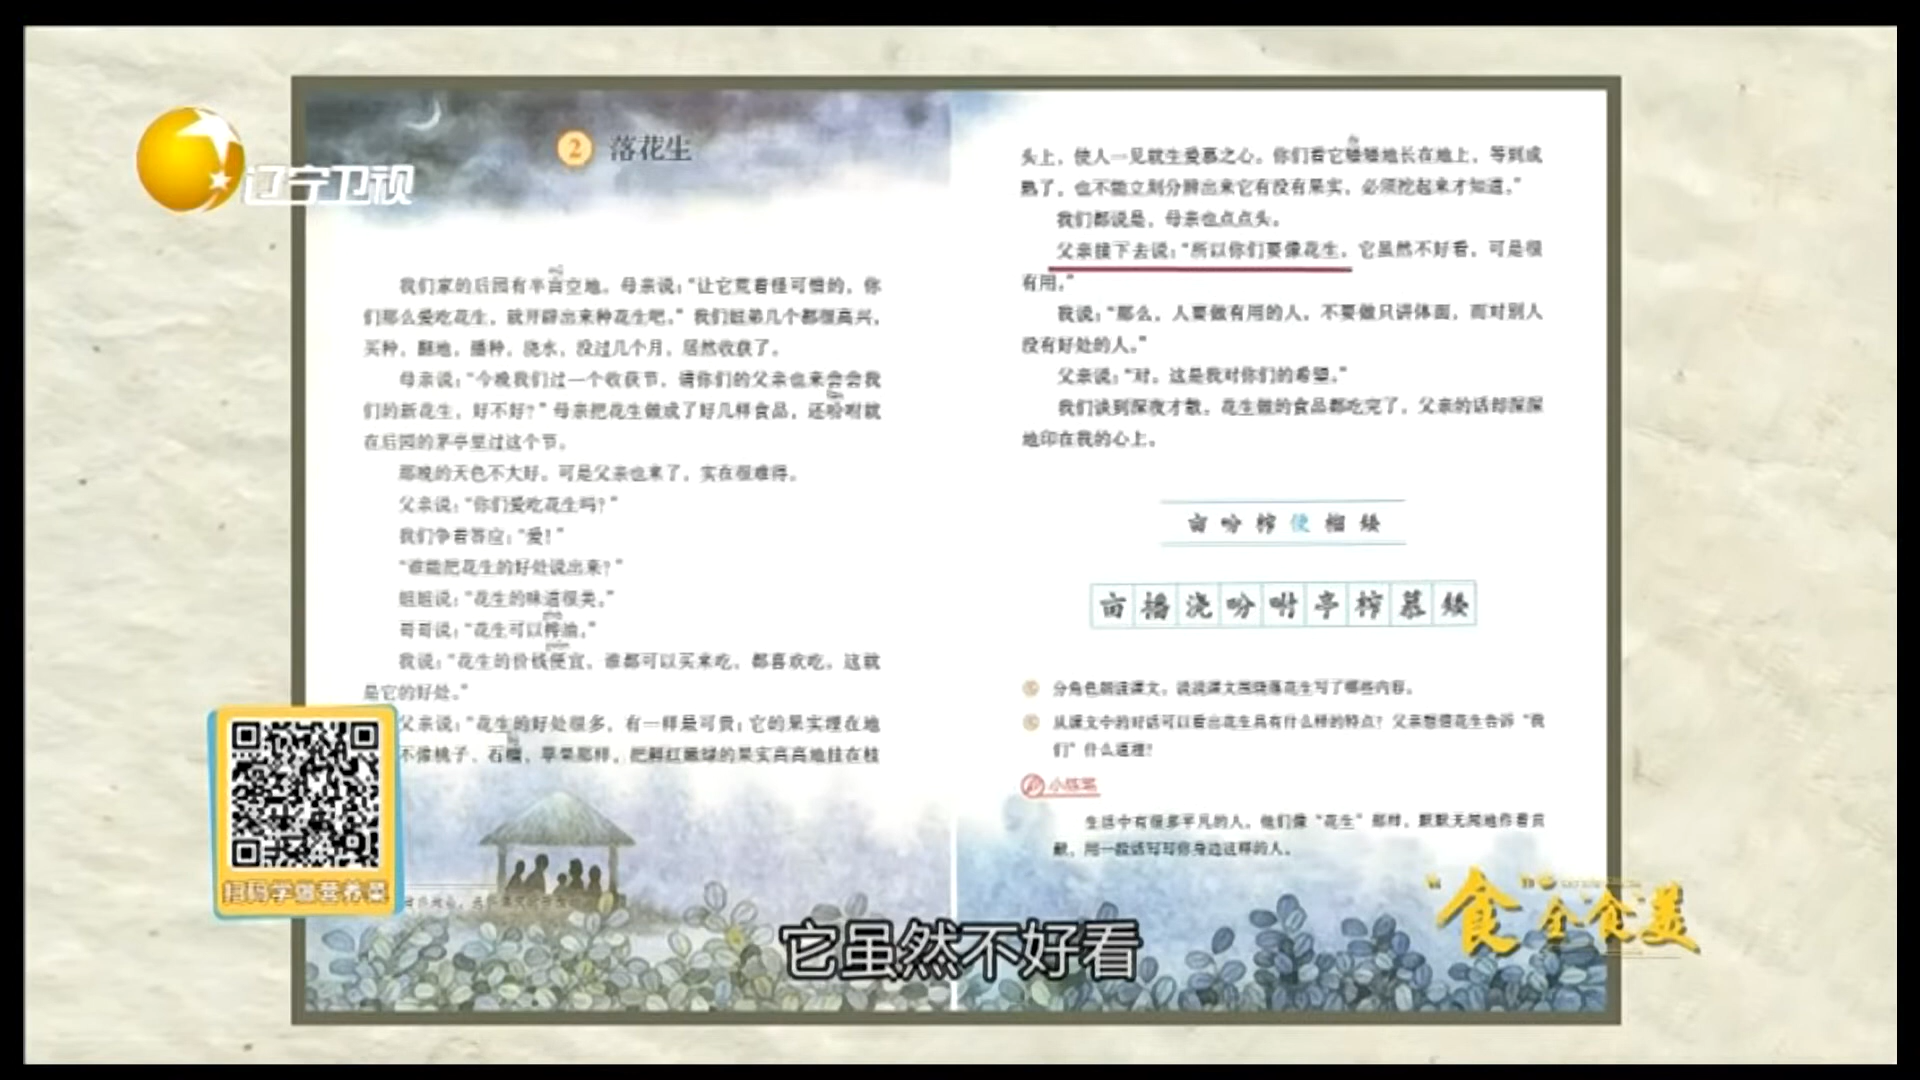 辽宁卫视
2 落花生
我们家的后园有半亩空地。母亲说：“让它荒着怪可惜的，你
们那么爱吃花生，就开辟出来种花生吧。”我们姐弟几个都很高兴，
买种，翻地，播种，浇水，没过几个月，居然收获了。
母亲说：“今晚我们过一个收获节，请你们的父亲也来尝尝我
们的新花生，好不好？”母亲把花生做成了好几样食品，还吩咐就
在后园的茅亭里过这个节。
那晚的天色不大好。可是父亲也来了，实在很难得。
父亲说：“你们爱吃花生吗？”
我们争着答应：“爱！”
“谁能把花生的好处说出来？”
姐姐说：“花生的味道很美。”
哥哥说：“花生可以榨油。”
我说：“花生的价钱便宜，谁都可以买来吃，都喜欢吃。这就
是它的好处。”
父亲说：“花生的好处很多，有一样最可贵：它的果实埋在地
不像桃子、石榴、苹果那样，把鲜红嫩绿的果实高高地挂在枝
头上，使人一见就生爱慕之心。你们看它矮矮地长在地上，等到成
熟了，也不能立刻分辨出来它有没有果实，必须挖起来才知道。”
我们都说是，母亲也点点头。
父亲接下去说：“所以你们要像花生，它虽然不好看，可是很
有用。”
我说：“那么，人要做有用的人，不要做只讲体面，而对别人
没有好处的人。”
父亲说：“对。这是我对你们的希望。”
我们谈到深夜才散。花生做的食品都吃完了，父亲的话却深深
地印在我的心上。
亩 吩 榨 便 榴 矮
亩 播 浇 吩 咐 亭 榨 慕 矮
分角色朗读课文，说说课文围绕落花生写了哪些内容。
从课文中的对话可以看出花生具有什么样的特点？父亲想借花生告诉“我
们”什么道理？
小练笔
生活中有很多平凡的人，他们像“花生”那样，默默无闻地作着贡
献。用一段话写写你身边这样的人。
扫码学做营养菜
“食”全食美
它虽然不好看